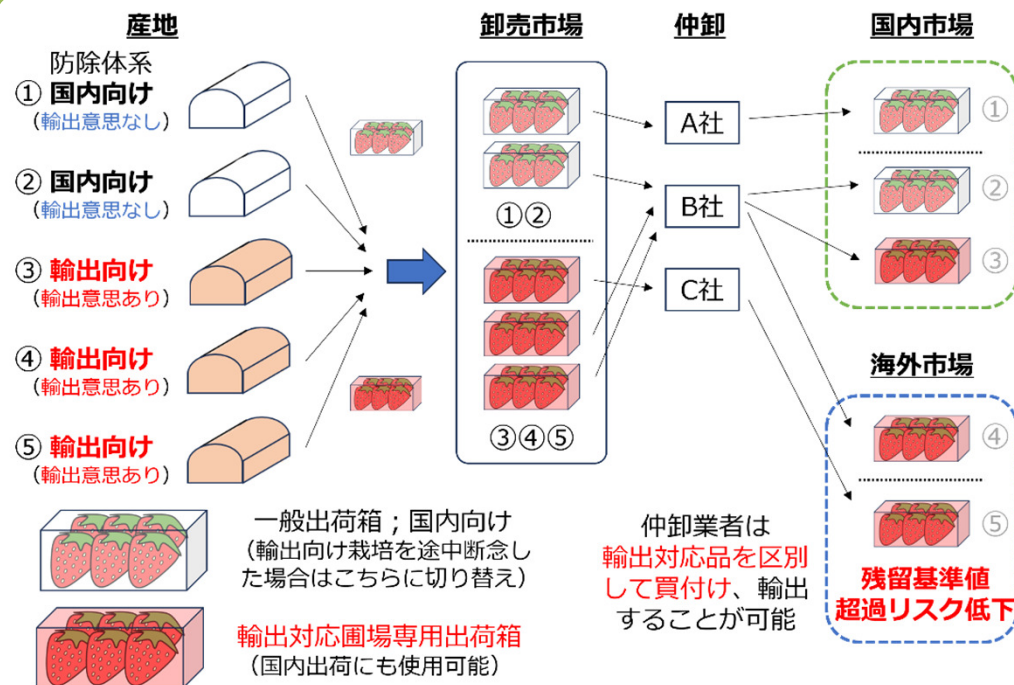 産地
卸売市場
仲卸
国内市場
防除体系
① 国内向け
（輸出意思なし）
② 国内向け
（輸出意思なし）
③ 輸出向け
（輸出意思あり）
④ 輸出向け
（輸出意思あり）
⑤ 輸出向け
（輸出意思あり）
①②
③④⑤
A社
B社
C社
①
②
③
海外市場
④
⑤
残留基準値
超過リスク低下
一般出荷箱；国内向け
（輸出向け栽培を途中断念し
た場合はこちらに切り替え）
輸出対応圃場専用出荷箱
（国内出荷にも使用可能）
仲卸業者は
輸出対応品を区別
して買付け、輸出
することが可能